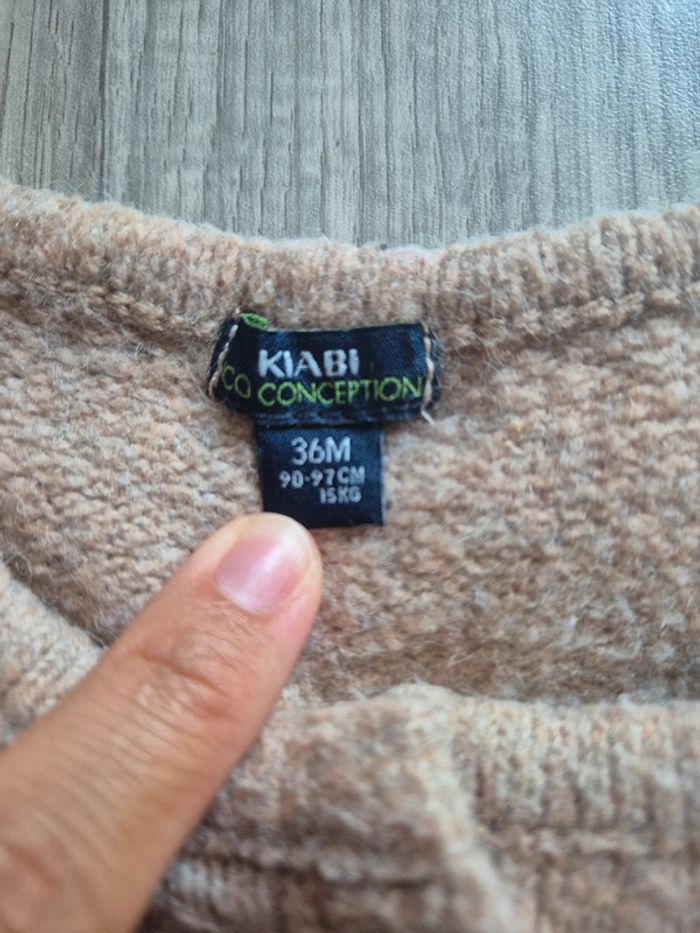 KIABI
CO CONCEPTION
36M
90-97CM
15KG